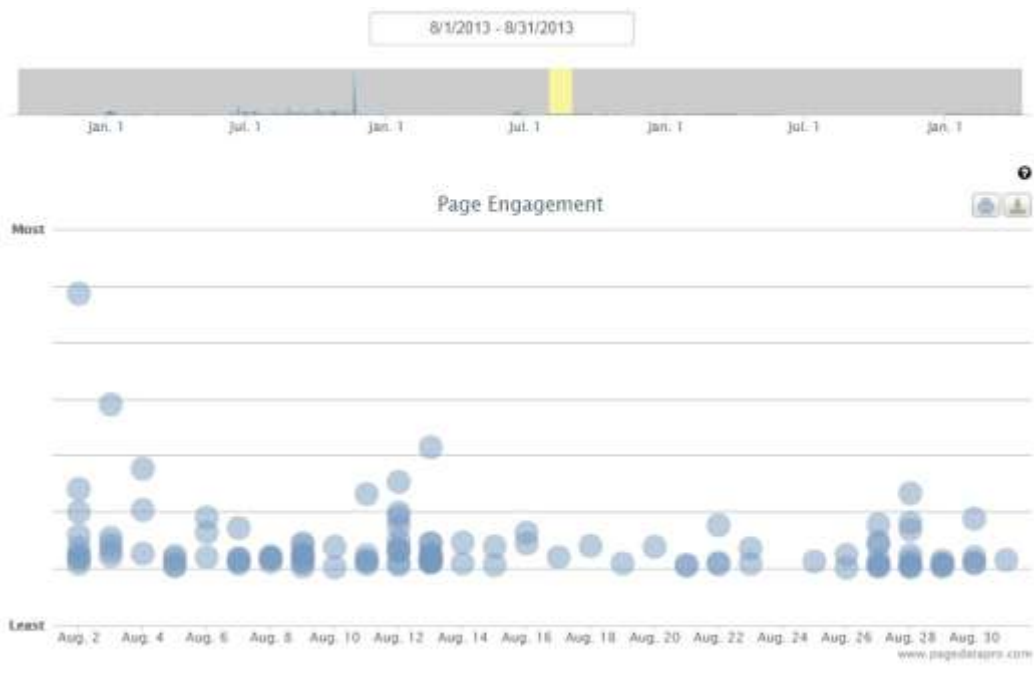 8/1/2013 - 8/31/2013
Jan. 1 Jul. 1 Jan. 1 Jul. 1 Jan. 1 Jul. 1 Jan. 1
?
Page Engagement
Most
Least
Aug. 2 Aug. 4 Aug. 6 Aug. 8 Aug. 10 Aug. 12 Aug. 14 Aug. 16 Aug. 18 Aug. 20 Aug. 22 Aug. 24 Aug. 26 Aug. 28 Aug. 30
www.pagedatapro.com